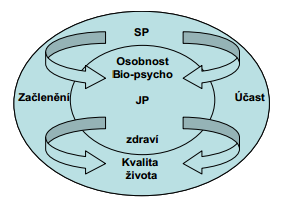 SP
Osobnost
Bio-psycho
Začlenění
JP
Účast
zdraví
Kvalita
života